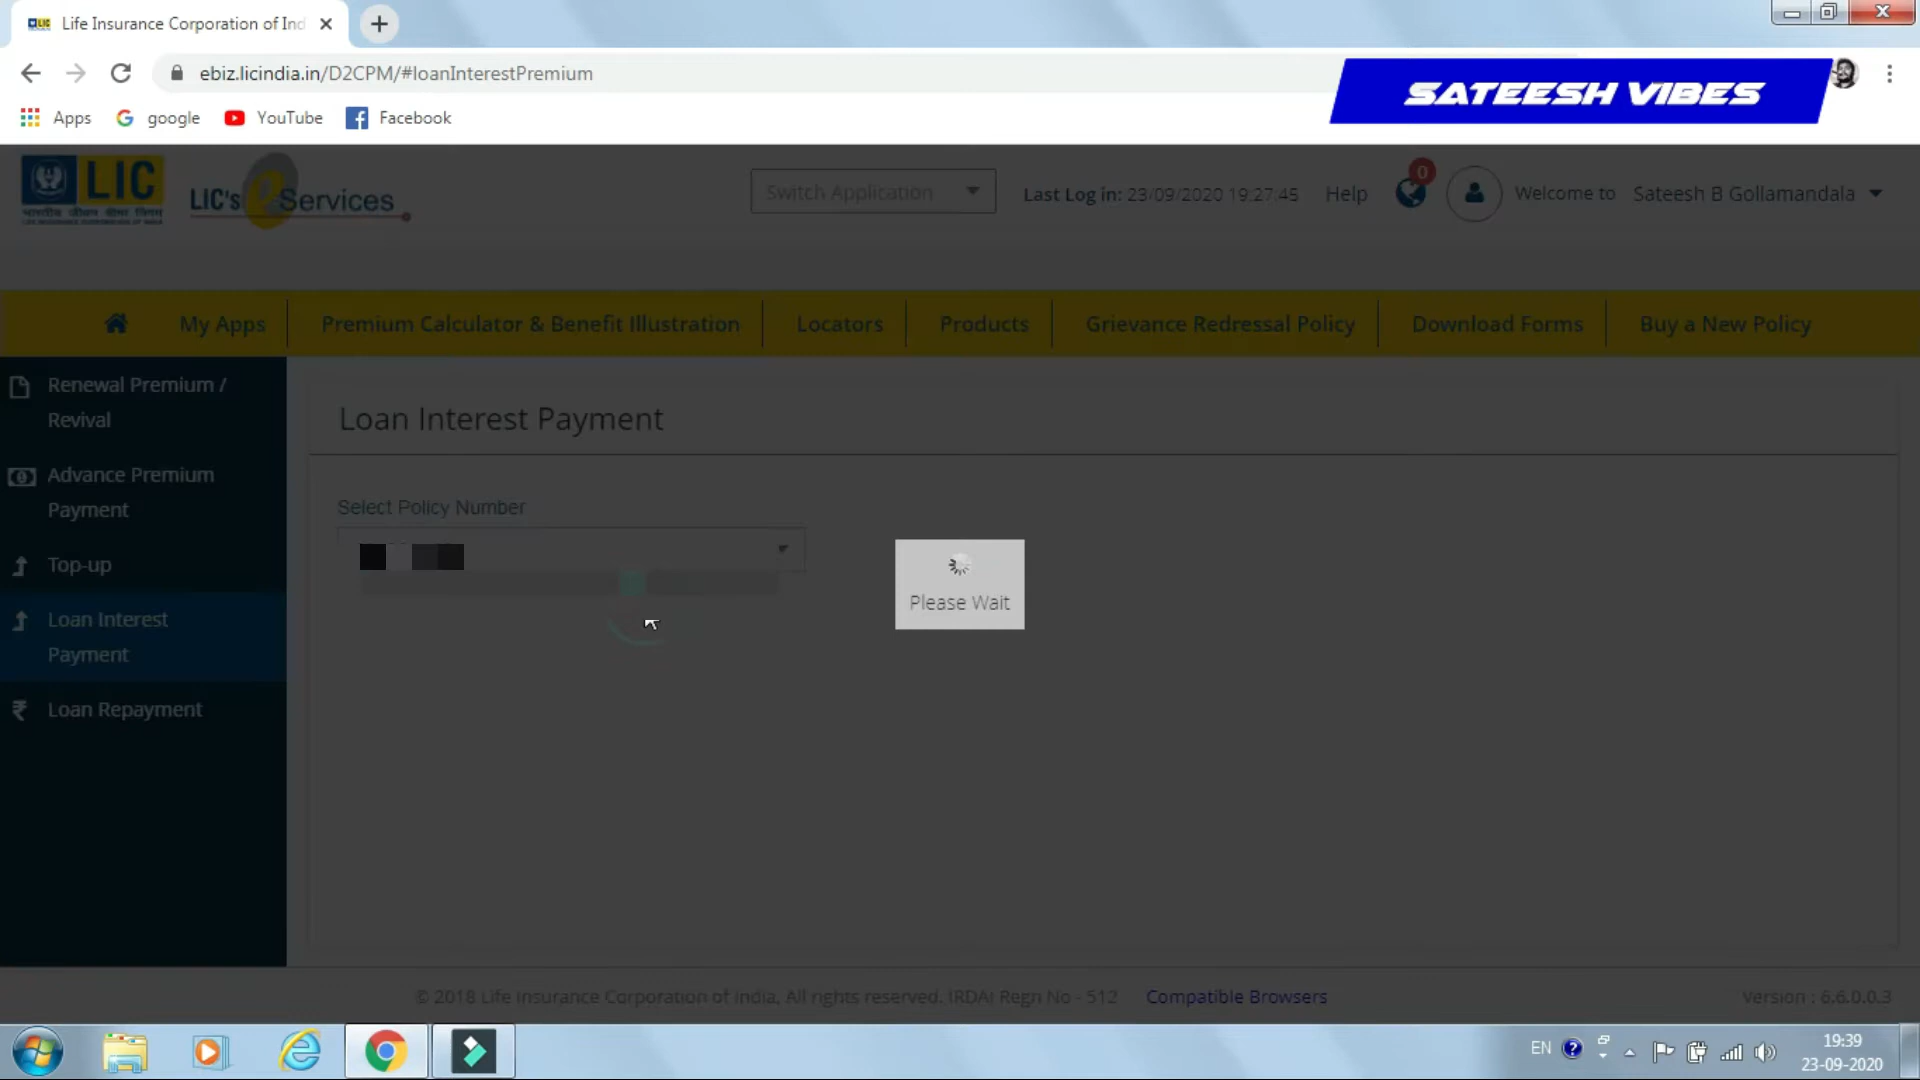 Life Insurance Corporation of Ind
ebiz.licindia.in/D2CPM/#loanInterestPremium
SATEESH VIBES
Apps
google
YouTube
Facebook
LIC
भारतीय जीवन बीमा निगम
LIC's eServices
Switch Application
Last Log in: 23/09/2020 19:27:45
Help
0
Welcome to Sateesh B Gollamandala
My Apps
Premium Calculator & Benefit Illustration
Locators
Products
Grievance Redressal Policy
Download Forms
Buy a New Policy
Renewal Premium /
Revival
Advance Premium
Payment
Top-up
Loan Interest
Payment
Loan Repayment
Loan Interest Payment
Select Policy Number
Please Wait
© 2018 Life Insurance Corporation of India, All rights reserved. IRDAI Regn No - 512
Compatible Browsers
Version : 6.6.0.0.3
EN
19:39
23-09-2020